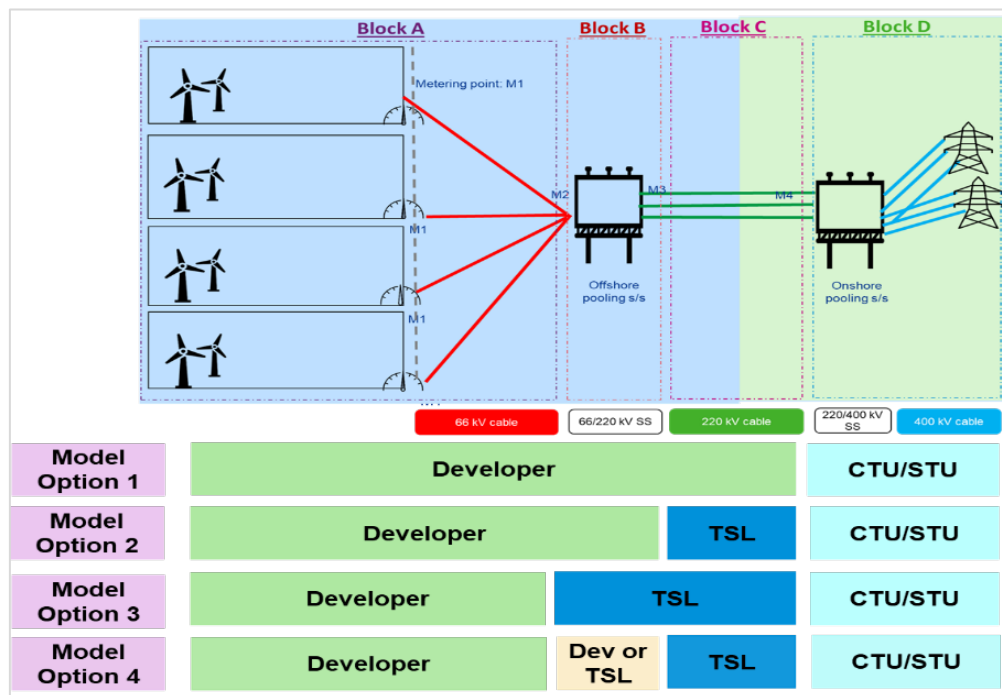 Block A
Block B
Block C
Block D
Metering point: M1
M2
M3
M4
M1
M1
Offshore
pooling s/s
Onshore
pooling s/s
66 kV cable
66/220 kV SS
220 kV cable
220/400 kV
SS
400 kV cable
Model
Option 1
Developer
CTU/STU
Model
Option 2
Developer
TSL
CTU/STU
Model
Option 3
Developer
TSL
CTU/STU
Model
Option 4
Developer
Dev or
TSL
TSL
CTU/STU